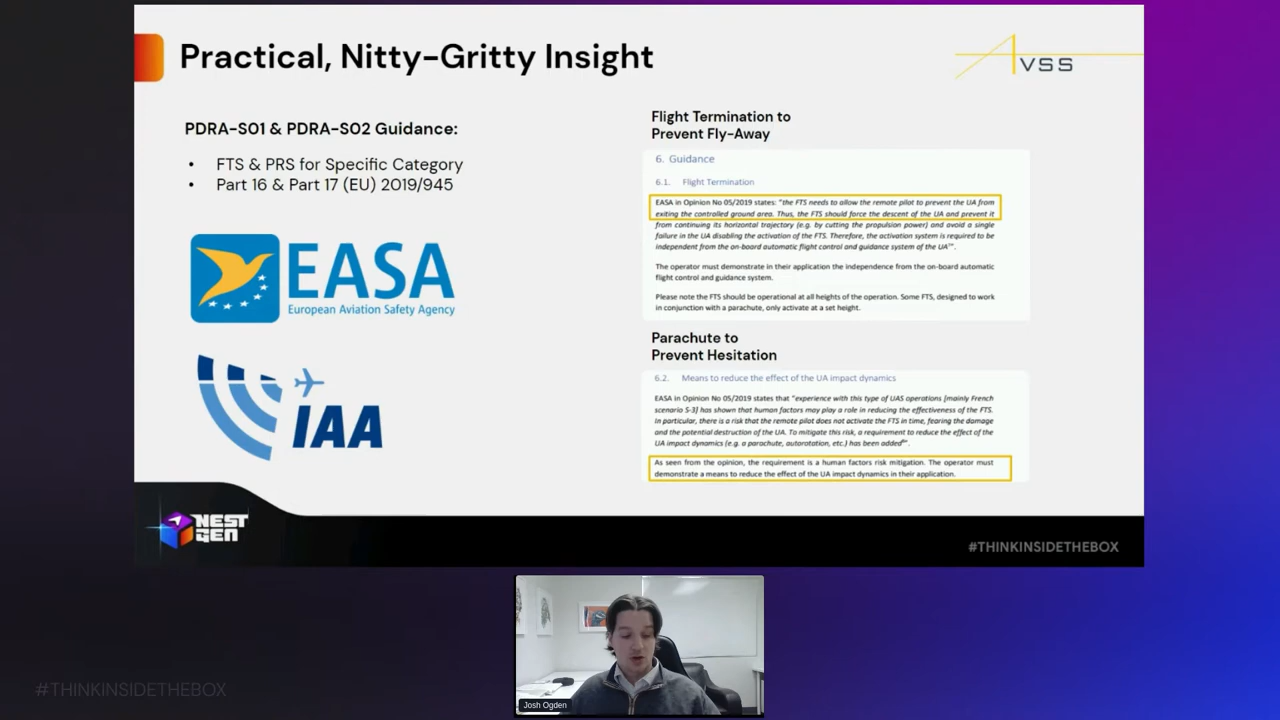 Practical, Nitty-Gritty Insight
AVSS
PDRA-S01 & PDRA-S02 Guidance:
• FTS & PRS for Specific Category
• Part 16 & Part 17 (EU) 2019/945
EASA
European Aviation Safety Agency
IAA
Flight Termination to
Prevent Fly-Away
6. Guidance
6.1. Flight Termination
EASA in Opinion No 05/2019 states: "the FTS needs to allow the remote pilot to prevent the UA from
exiting the controlled ground area. Thus, the FTS should force the descent of the UA and prevent it
from continuing its horizontal trajectory (e.g. by cutting the propulsion power) and avoid a single
failure in the UA disabling the activation of the FTS. Therefore, the activation system is required to be
independent from the on-board automatic flight control and guidance system of the UA".
The operator must demonstrate in their application the independence from the on-board automatic
flight control and guidance system.
Please note the FTS should be operational at all heights of the operation. Some FTS, designed to work
in conjunction with a parachute, only activate at a set height.
Parachute to
Prevent Hesitation
6.2. Means to reduce the effect of the UA impact dynamics
EASA in Opinion No 05/2019 states that "experience with this type of UAS operations [mainly French
scenario S-3] has shown that human factors may play a role in reducing the effectiveness of the FTS.
In particular, there is a risk that the remote pilot does not activate the FTS in time, fearing the damage
and the potential destruction of the UA. To mitigate this risk, a requirement to reduce the effect of the
UA impact dynamics (e.g. a parachute, autorotation, etc.) has been added".
As seen from the opinion, the requirement is a human factors risk mitigation. The operator must
demonstrate a means to reduce the effect of the UA impact dynamics in their application.
NEST
GEN
#THINKINSIDETHEBOX
Josh Ogden
#THINKINSIDETHEBOX